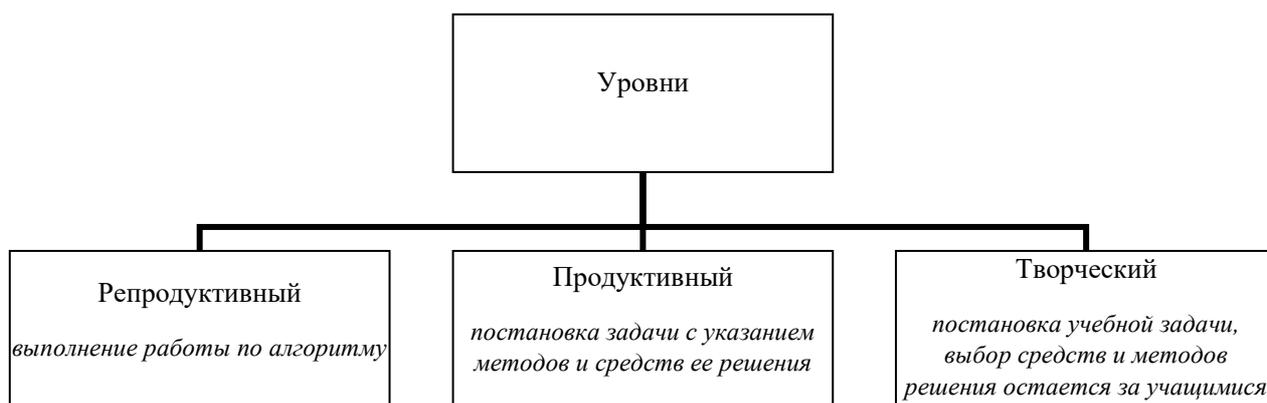 Уровни
Репродуктивный
выполнение работы по алгоритму
Продуктивный
постановка задачи с указанием
методов и средств ее решения
Творческий
постановка учебной задачи,
выбор средств и методов
решения остается за учащимися